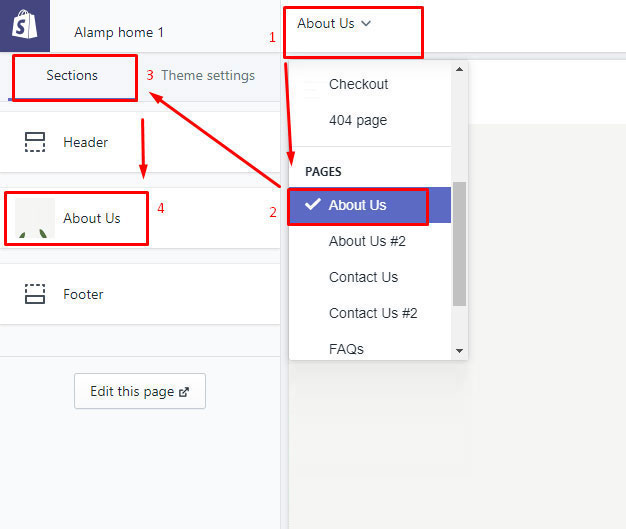 Alamp home 1
1
About Us
Sections
3
Theme settings
Checkout
404 page
Header
PAGES
About Us
4
About Us
2
About Us #2
Contact Us
Footer
Contact Us #2
FAQs
Edit this page